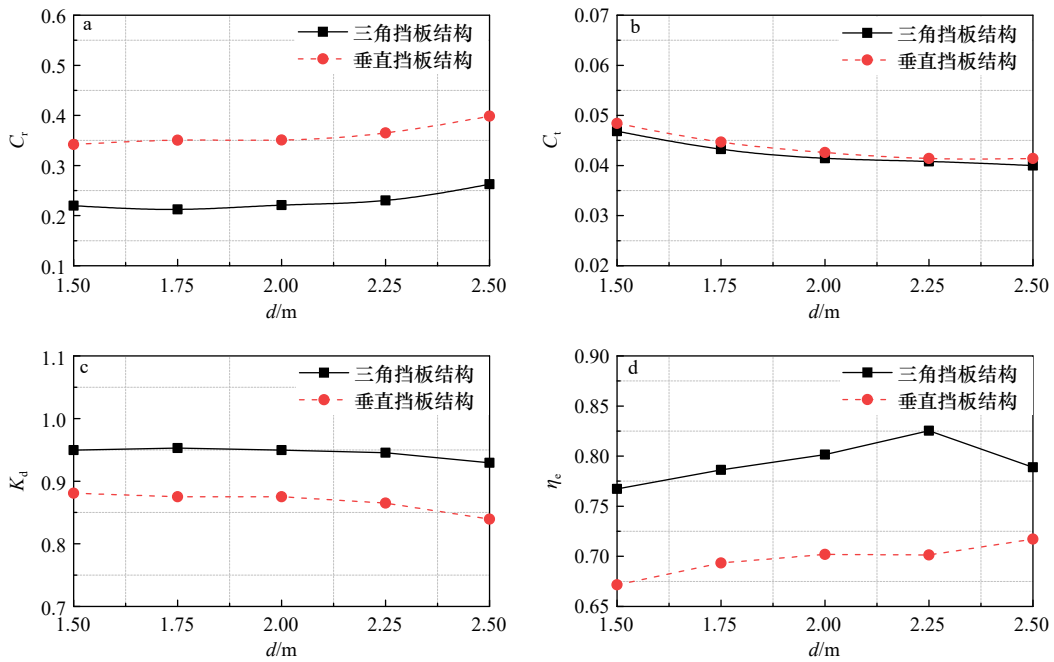 a
三角挡板结构
垂直挡板结构
0.6
0.5
0.4
0.3
0.2
0.1
Cr
1.50 1.75 2.00 2.25 2.50
d/m
b
三角挡板结构
垂直挡板结构
0.07
0.06
0.05
0.04
0.03
0.02
Ct
1.50 1.75 2.00 2.25 2.50
d/m
c
三角挡板结构
垂直挡板结构
1.1
1.0
0.9
0.8
0.7
Kd
1.50 1.75 2.00 2.25 2.50
d/m
d
三角挡板结构
垂直挡板结构
0.90
0.85
0.80
0.75
0.70
0.65
ηe
1.50 1.75 2.00 2.25 2.50
d/m